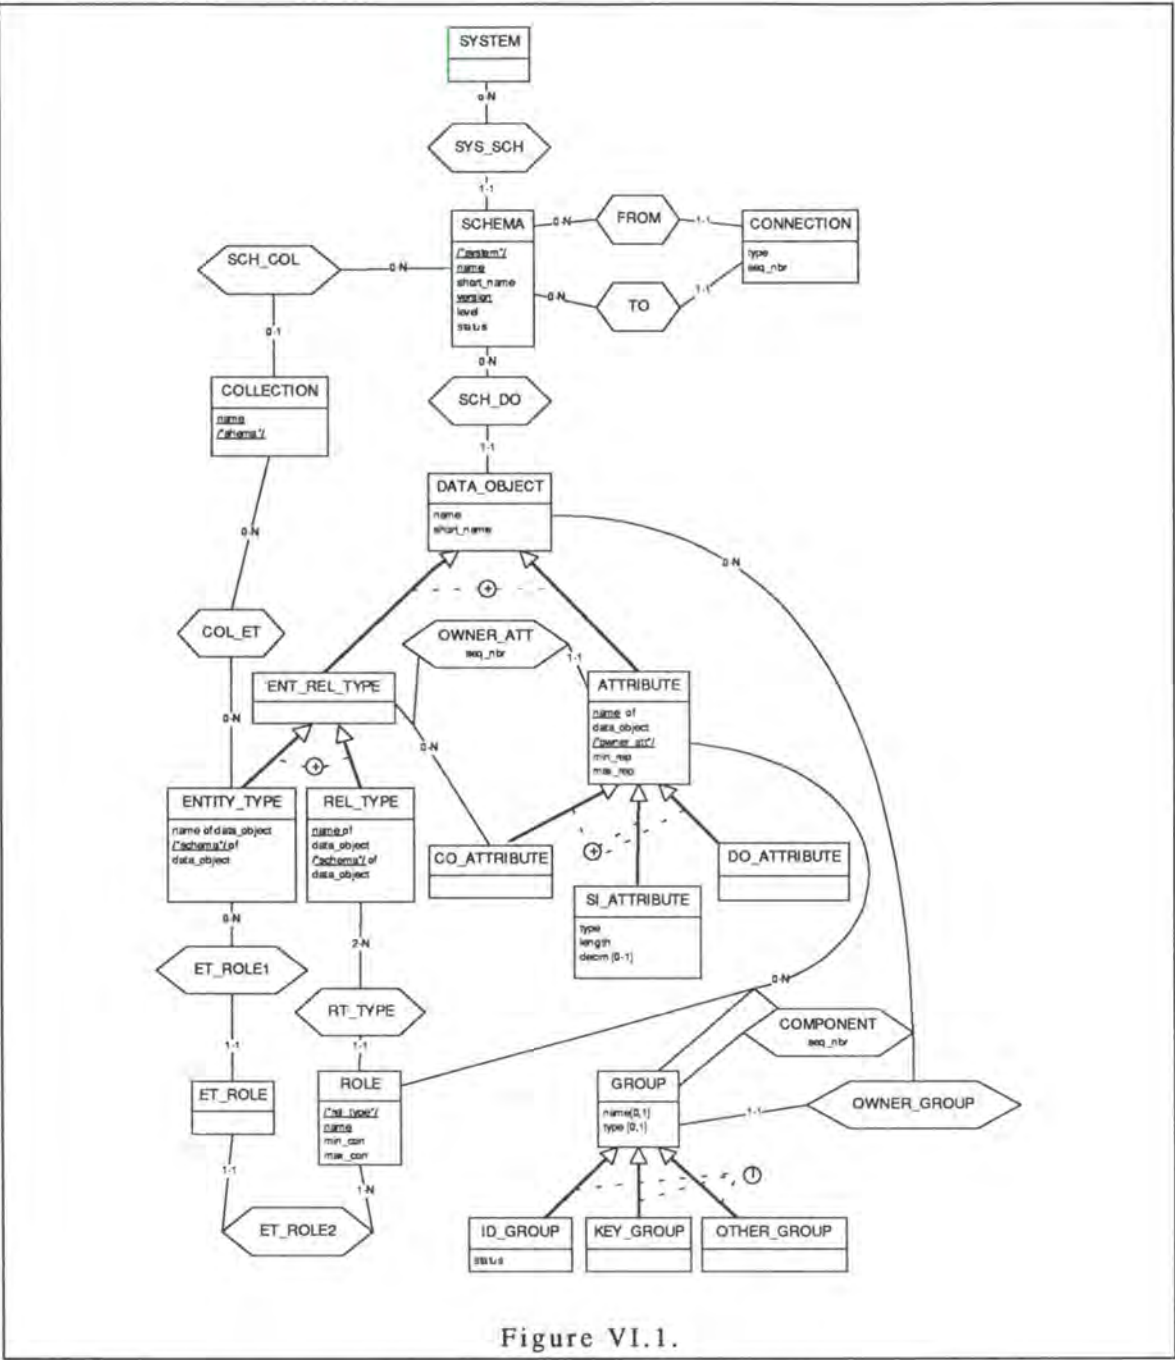 SYSTEM
0-N
SYS_SCH
1-1
SCHEMA
/*system*/
name
short_name
version
level
status
0-N
FROM
1-1
CONNECTION
type
seq_nbr
0-N
TO
1-1
SCH_COL
0-N
0-1
COLLECTION
name
/*shema*/
0-N
SCH_DO
1-1
DATA_OBJECT
name
short_name
0-N
0-N
COL_ET
0-N
OWNER_ATT
seq_nbr
1-1
ENT_REL_TYPE
0-N
ATTRIBUTE
name of
data_object
/*owner_att*/
min_rep
max_rep
ENTITY_TYPE
name of data_object
/*schema*/ of
data_object
REL_TYPE
name of
data_object
/*schema*/ of
data_object
CO_ATTRIBUTE
DO_ATTRIBUTE
SI_ATTRIBUTE
type
length
decim [0-1]
0-N
ET_ROLE1
1-1
ET_ROLE
1-1
2-N
RT_TYPE
1-1
ROLE
/*rel_type*/
name
min_con
max_con
1-N
ET_ROLE2
0-N
COMPONENT
seq_nbr
GROUP
name[0,1]
type [0,1]
1-1
OWNER_GROUP
ID_GROUP
status
KEY_GROUP
OTHER_GROUP
Figure VI.1.